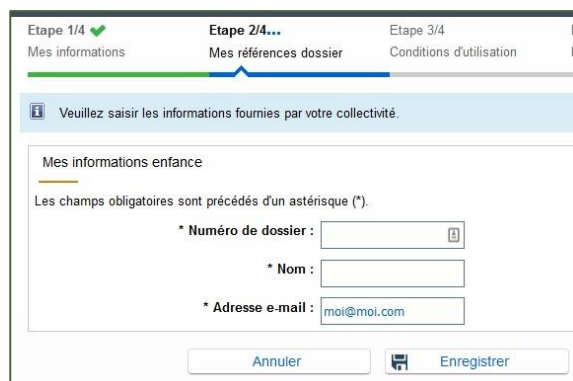 Etape 1/4 Etape 2/4... Etape 3/4
Mes informations Mes références dossier Conditions d'utilisation
Veuillez saisir les informations fournies par votre collectivité.
Mes informations enfance
Les champs obligatoires sont précédés d'un astérisque (*).
* Numéro de dossier :
* Nom :
* Adresse e-mail : moi@moi.com
Annuler Enregistrer